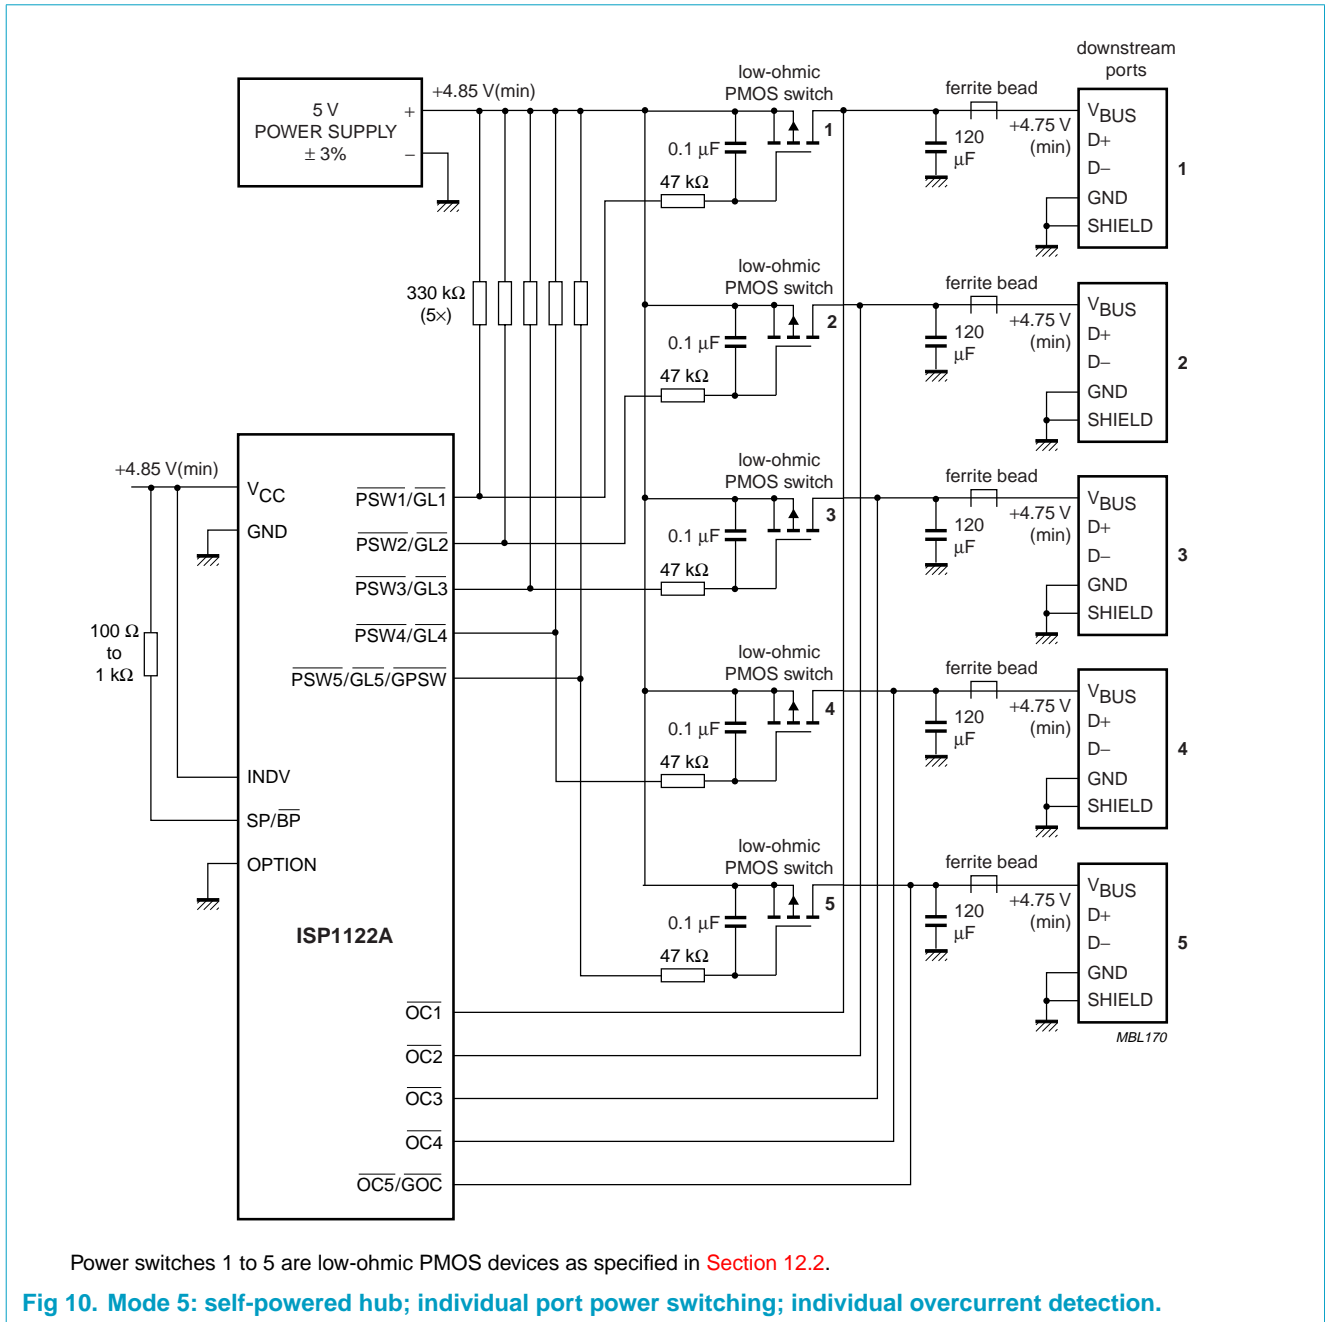 downstream
ports
5 V
POWER SUPPLY
± 3%
+
−
+4.85 V(min)
low-ohmic
PMOS switch
1
0.1 μF
47 kΩ
ferrite bead
+4.75 V
(min)
120
μF
VBUS
D+
D−
GND
SHIELD
1
330 kΩ
(5×)
low-ohmic
PMOS switch
2
0.1 μF
47 kΩ
ferrite bead
+4.75 V
(min)
120
μF
VBUS
D+
D−
GND
SHIELD
2
low-ohmic
PMOS switch
3
0.1 μF
47 kΩ
ferrite bead
+4.75 V
(min)
120
μF
VBUS
D+
D−
GND
SHIELD
3
low-ohmic
PMOS switch
4
0.1 μF
47 kΩ
ferrite bead
+4.75 V
(min)
120
μF
VBUS
D+
D−
GND
SHIELD
4
low-ohmic
PMOS switch
5
0.1 μF
47 kΩ
ferrite bead
+4.75 V
(min)
120
μF
VBUS
D+
D−
GND
SHIELD
5
+4.85 V(min)
100 Ω
to
1 kΩ
VCC
GND
INDV
SP/BP
OPTION
ISP1122A
PSW1/GL1
PSW2/GL2
PSW3/GL3
PSW4/GL4
PSW5/GL5/GPSW
OC1
OC2
OC3
OC4
OC5/GOC
MBL170
Power switches 1 to 5 are low-ohmic PMOS devices as specified in Section 12.2.
Fig 10. Mode 5: self-powered hub; individual port power switching; individual overcurrent detection.